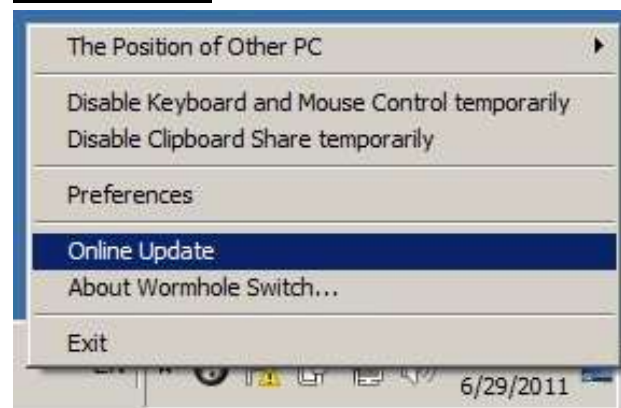 The Position of Other PC
Disable Keyboard and Mouse Control temporarily
Disable Clipboard Share temporarily
Preferences
Online Update
About Wormhole Switch...
Exit
6/29/2011